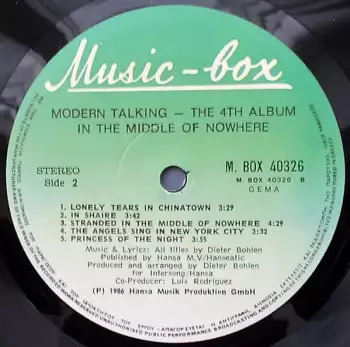 Music-box
MODERN TALKING — THE 4TH ALBUM
IN THE MIDDLE OF NOWHERE
STEREO
Side 2
M. BOX 40326
M. BOX 40326 B
GEMA
1. LONELY TEARS IN CHINATOWN 3:29
2. IN SHAIRE 3:42
3. STRANDED IN THE MIDDLE OF NOWHERE 4:29
4. THE ANGELS SING IN NEW YORK CITY 3:32
5. PRINCESS OF THE NIGHT 3:55
Music & Lyrics: All Titles by Dieter Bohlen
Published by Hansa M.V/Hanseatic
Produced and arranged by Dieter Bohlen
for Intersong/Hansa
Co-Producer: Luis Rodriguez
(P) 1986 Hansa Musik Produktion GmbH